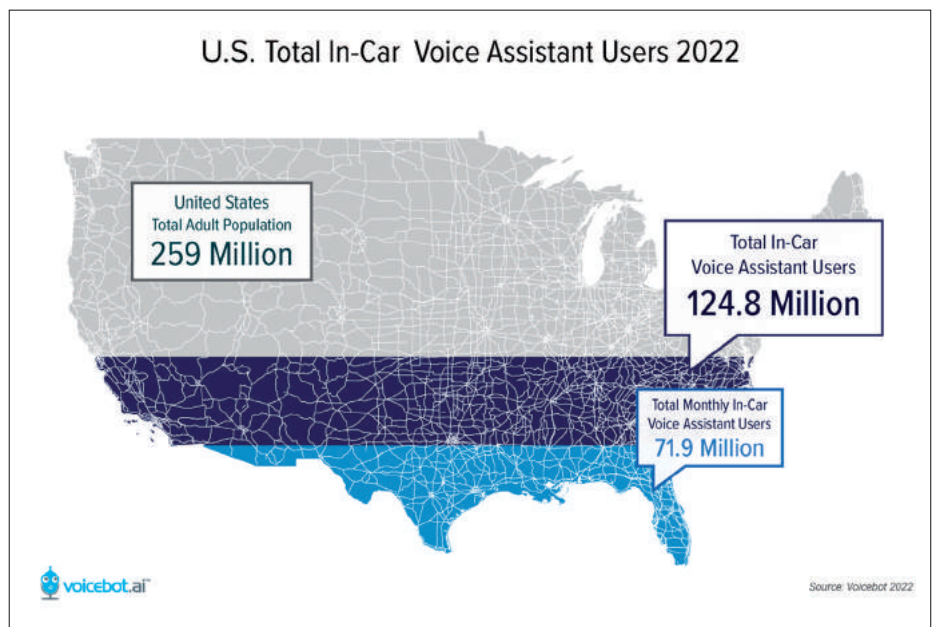 U.S. Total In-Car Voice Assistant Users 2022
United States
Total Adult Population
259 Million
Total In-Car
Voice Assistant Users
124.8 Million
Total Monthly In-Car
Voice Assistant Users
71.9 Million
voicebot.ai™
Source: Voicebot 2022